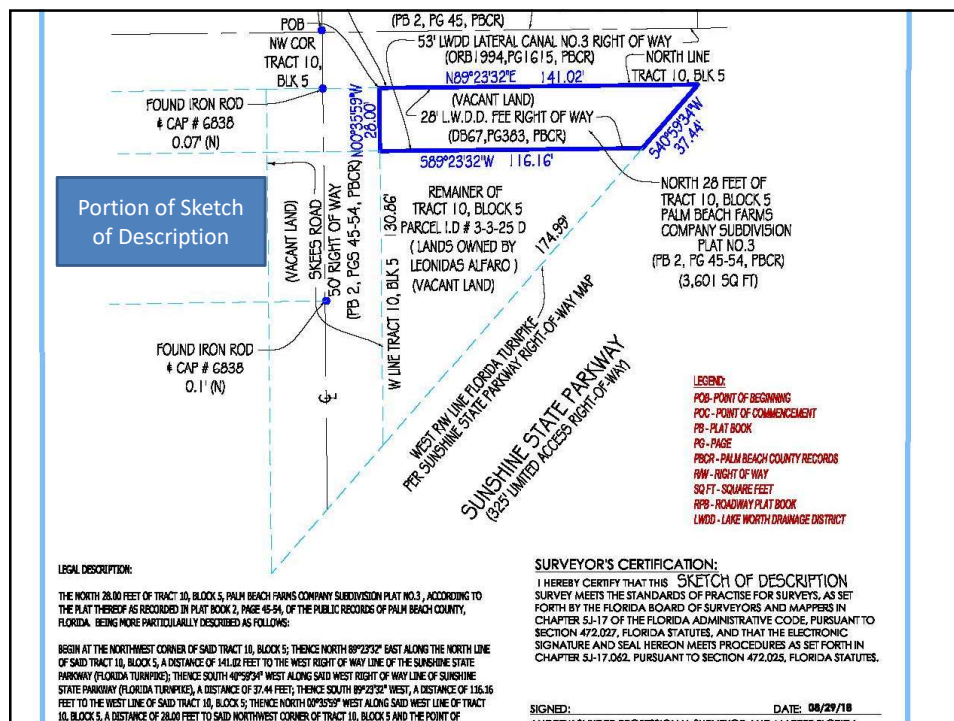 (PB 2, PG 45, PBCR)
POB
53' LWDD LATERAL CANAL NO.3 RIGHT OF WAY
(ORB1994,PG1615, PBCR)
NW COR
TRACT 10,
BLK 5
NORTH LINE
TRACT 10, BLK 5
N89°23'32"E 141.02'
FOUND IRON ROD
& CAP # 6838
0.07' (N)
N00°35'59"W
28.00'
(VACANT LAND)
28' L.W.D.D. FEE RIGHT OF WAY
(DB67,PG383, PBCR)
S40°59'34"W
37.44'
S89°23'32"W 116.16'
Portion of Sketch
of Description
(VACANT LAND)
SKEES ROAD
50' RIGHT OF WAY
(PB 2, PGS 45-54, PBCR)
W LINE TRACT 10, BLK 5
130.86'
REMAINER OF
TRACT 10, BLOCK 5
PARCEL I.D # 3-3-25 D
( LANDS OWNED BY
LEONIDAS ALFARO )
(VACANT LAND)
174.99'
NORTH 28 FEET OF
TRACT 10, BLOCK 5
PALM BEACH FARMS
COMPANY SUBDIVISION
PLAT NO.3
(PB 2, PG 45-54, PBCR)
(3,601 SQ FT)
FOUND IRON ROD
& CAP # 6838
0.1' (N)
WEST R/W LINE FLORIDA TURNPIKE
PER SUNSHINE STATE PARKWAY RIGHT-OF-WAY MAP
SUNSHINE STATE PARKWAY
(325' LIMITED ACCESS RIGHT-OF-WAY)
LEGEND:
POB- POINT OF BEGINNING
POC - POINT OF COMMENCEMENT
PB - PLAT BOOK
PG - PAGE
PBCR - PALM BEACH COUNTY RECORDS
R/W - RIGHT OF WAY
SQ FT - SQUARE FEET
RPB - ROADWAY PLAT BOOK
LWDD - LAKE WORTH DRAINAGE DISTRICT
LEGAL DESCRIPTION:
THE NORTH 28.00 FEET OF TRACT 10, BLOCK 5, PALM BEACH FARMS COMPANY SUBDIVISION PLAT NO.3 , ACCORDING TO
THE PLAT THEREOF AS RECORDED IN PLAT BOOK 2, PAGE 45-54, OF THE PUBLIC RECORDS OF PALM BEACH COUNTY,
FLORIDA. BEING MORE PARTICULARLY DESCRIBED AS FOLLOWS:
BEGIN AT THE NORTHWEST CORNER OF SAID TRACT 10, BLOCK 5; THENCE NORTH 89°23'32" EAST ALONG THE NORTH LINE
OF SAID TRACT 10, BLOCK 5, A DISTANCE OF 141.02 FEET TO THE WEST RIGHT OF WAY LINE OF THE SUNSHINE STATE
PARKWAY (FLORIDA TURNPIKE); THENCE SOUTH 40°59'34" WEST ALONG SAID WEST RIGHT OF WAY LINE OF SUNSHINE
STATE PARKWAY (FLORIDA TURNPIKE), A DISTANCE OF 37.44 FEET; THENCE SOUTH 89°23'32" WEST, A DISTANCE OF 116.16
FEET TO THE WEST LINE OF SAID TRACT 10, BLOCK 5; THENCE NORTH 00°35'59" WEST ALONG SAID WEST LINE OF TRACT
10, BLOCK 5, A DISTANCE OF 28.00 FEET TO SAID NORTHWEST CORNER OF TRACT 10, BLOCK 5 AND THE POINT OF
SURVEYOR'S CERTIFICATION:
I HEREBY CERTIFY THAT THIS SKETCH OF DESCRIPTION
SURVEY MEETS THE STANDARDS OF PRACTISE FOR SURVEYS, AS SET
FORTH BY THE FLORIDA BOARD OF SURVEYORS AND MAPPERS IN
CHAPTER 5J-17 OF THE FLORIDA ADMINISTRATIVE CODE, PURSUANT TO
SECTION 472.027, FLORIDA STATUTES, AND THAT THE ELECTRONIC
SIGNATURE AND SEAL HEREON MEETS PROCEDURES AS SET FORTH IN
CHAPTER 5J-17.062. PURSUANT TO SECTION 472.025, FLORIDA STATUTES.
SIGNED: DATE: 08/29/18